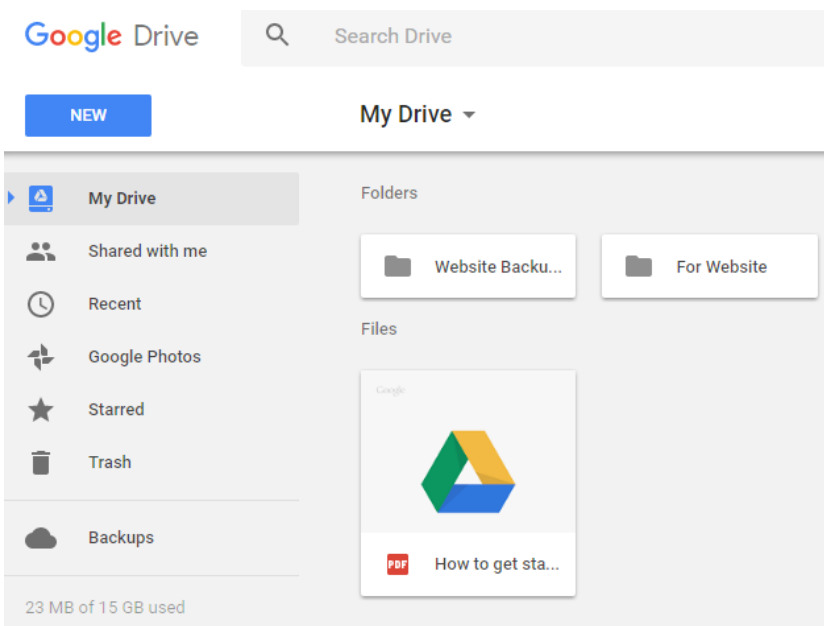 Google Drive
Search Drive
NEW
My Drive
My Drive
Shared with me
Recent
Google Photos
Starred
Trash
Backups
23 MB of 15 GB used
Folders
Website Backu...
For Website
Files
Google
PDF
How to get sta...